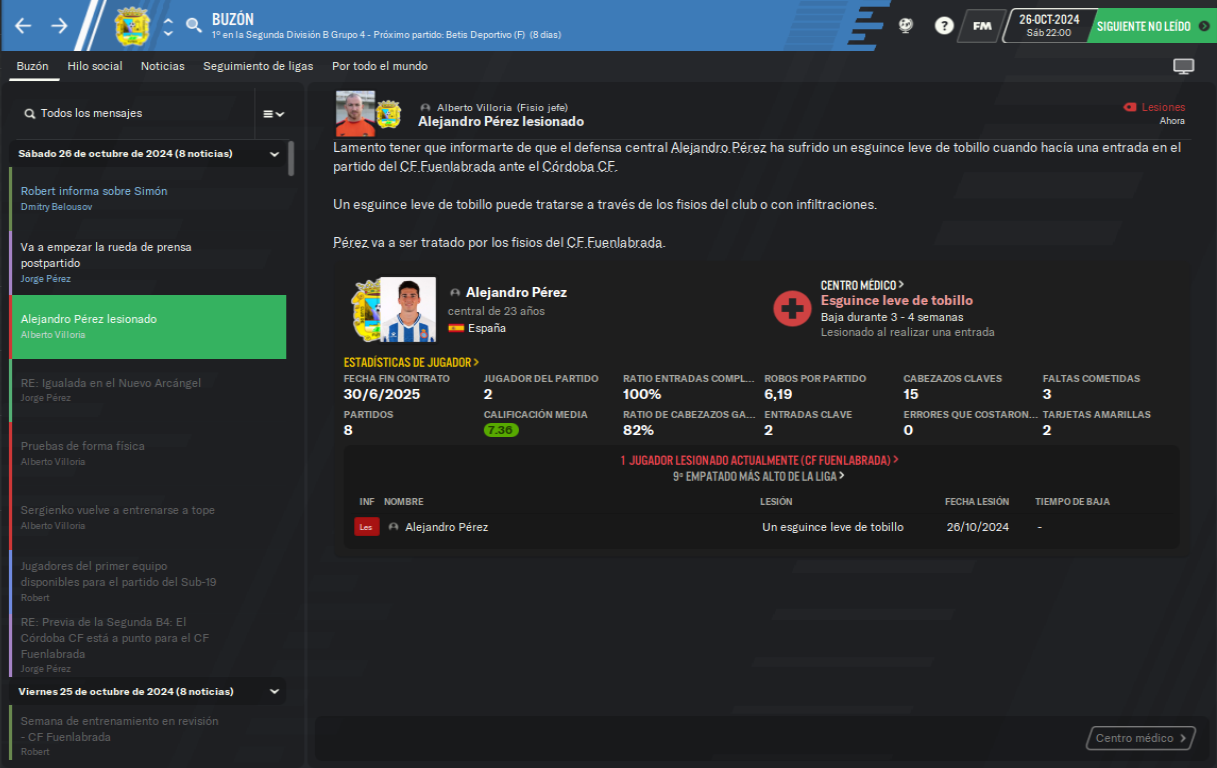 BUZÓN
1º en la Segunda División B Grupo 4 - Próximo partido: Betis Deportivo (F) (8 días)
?
FM
26-OCT-2024
Sáb 22:00
SIGUIENTE NO LEÍDO
Buzón
Hilo social
Noticias
Seguimiento de ligas
Por todo el mundo
Todos los mensajes
Sábado 26 de octubre de 2024 (8 noticias)
Robert informa sobre Simón
Dmitry Belousov
Va a empezar la rueda de prensa
postpartido
Jorge Pérez
Alejandro Pérez lesionado
Alberto Villoria
RE: Igualada en el Nuevo Arcángel
Jorge Pérez
Pruebas de forma física
Alberto Villoria
Sergienko vuelve a entrenarse a tope
Alberto Villoria
Jugadores del primer equipo
disponibles para el partido del Sub-19
Robert
RE: Previa de la Segunda B4: El
Córdoba CF está a punto para el CF
Fuenlabrada
Jorge Pérez
Viernes 25 de octubre de 2024 (8 noticias)
Semana de entrenamiento en revisión
- CF Fuenlabrada
Robert
Alberto Villoria (Fisio jefe)
Alejandro Pérez lesionado
Lesiones
Ahora
Lamento tener que informarte de que el defensa central Alejandro Pérez ha sufrido un esguince leve de tobillo cuando hacía una entrada en el
partido del CF Fuenlabrada ante el Córdoba CF.
Un esguince leve de tobillo puede tratarse a través de los fisios del club o con infiltraciones.
Pérez va a ser tratado por los fisios del CF Fuenlabrada.
Alejandro Pérez
central de 23 años
España
CENTRO MÉDICO
Esguince leve de tobillo
Baja durante 3 - 4 semanas
Lesionado al realizar una entrada
ESTADÍSTICAS DE JUGADOR
FECHA FIN CONTRATO JUGADOR DEL PARTIDO RATIO ENTRADAS COMPL... ROBOS POR PARTIDO CABEZAZOS CLAVES FALTAS COMETIDAS
30/6/2025 2 100% 6,19 15 3
PARTIDOS CALIFICACIÓN MEDIA RATIO DE CABEZAZOS GA... ENTRADAS CLAVE ERRORES QUE COSTARON... TARJETAS AMARILLAS
8 7.36 82% 2 0 2
1 JUGADOR LESIONADO ACTUALMENTE (CF FUENLABRADA)
9º EMPATADO MÁS ALTO DE LA LIGA
INF NOMBRE LESIÓN FECHA LESIÓN TIEMPO DE BAJA
Les Alejandro Pérez Un esguince leve de tobillo 26/10/2024 -
Centro médico